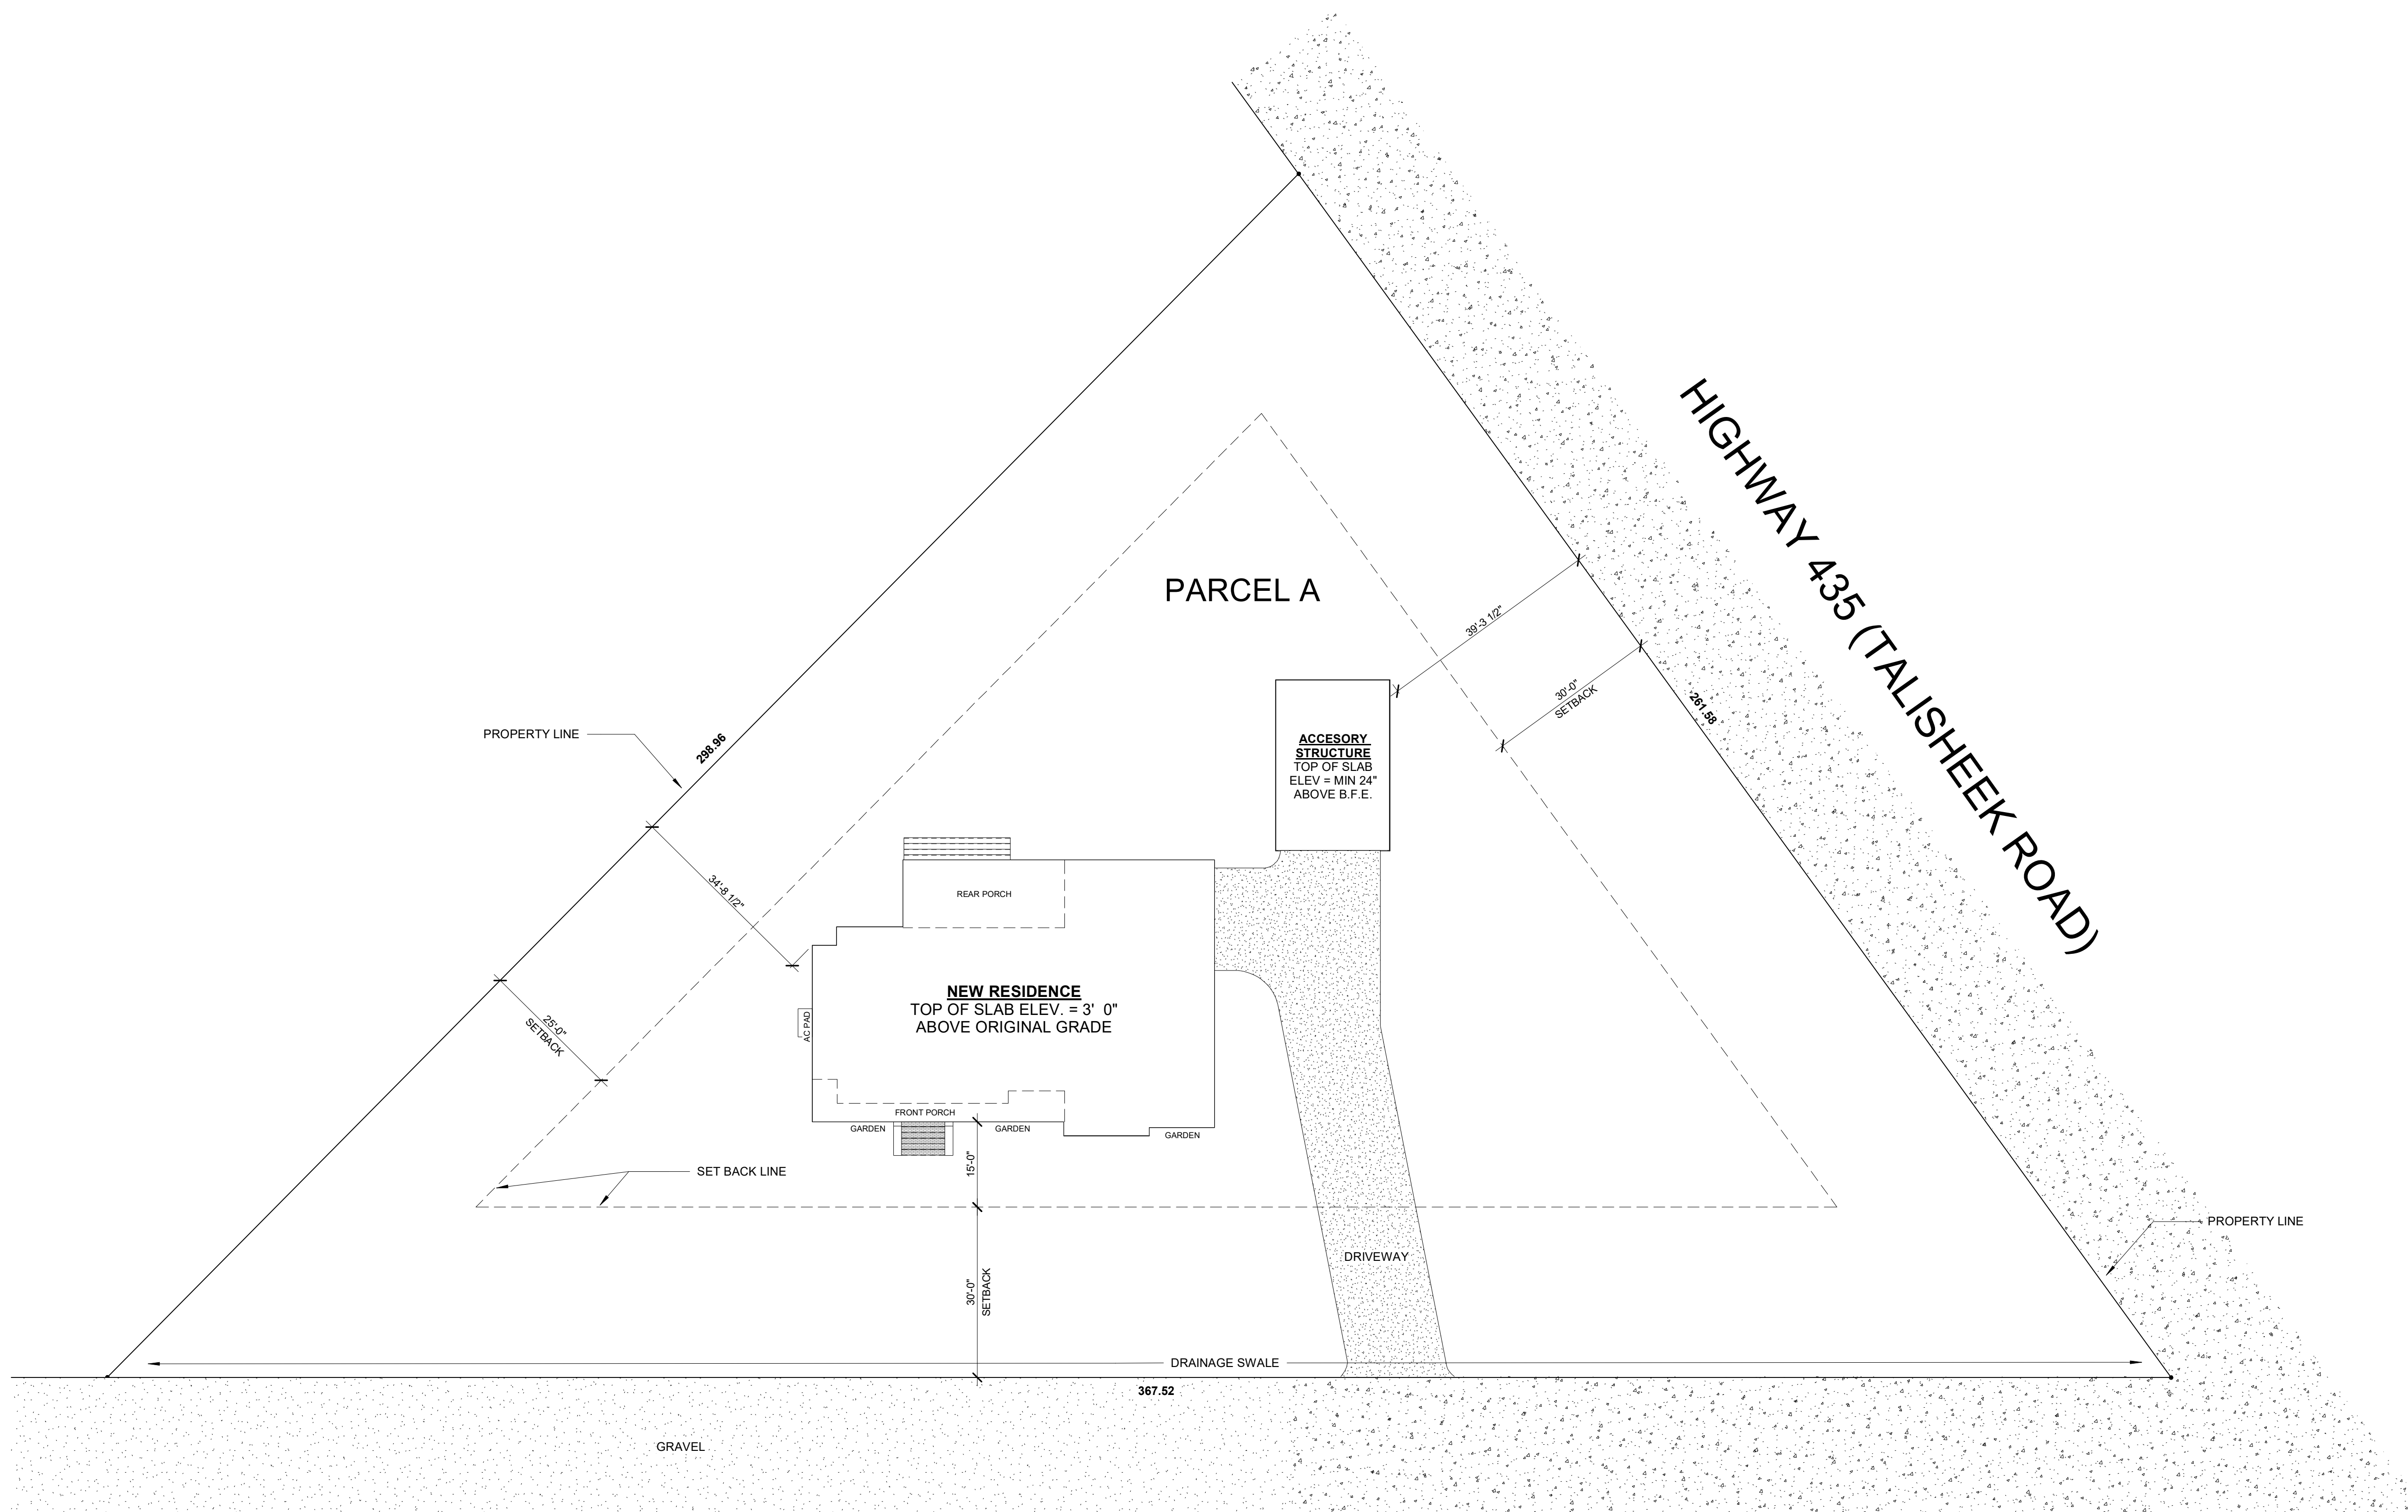 HIGHWAY 435 (TALISHEEK ROAD)
PARCEL A
39'-3 1/2"
30'-0"
SETBACK
261.58
PROPERTY LINE
298.96
ACCESORY
STRUCTURE
TOP OF SLAB
ELEV = MIN 24"
ABOVE B.F.E.
34'-8 1/2"
REAR PORCH
25'-0"
SETBACK
AC PAD
NEW RESIDENCE
TOP OF SLAB ELEV. = 3' 0"
ABOVE ORIGINAL GRADE
FRONT PORCH
GARDEN
GARDEN
GARDEN
15'-0"
SET BACK LINE
PROPERTY LINE
DRIVEWAY
30'-0"
SETBACK
DRAINAGE SWALE
367.52
GRAVEL